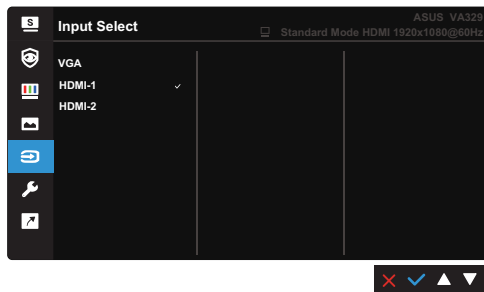 S
Input Select
ASUS VA329
Standard Mode HDMI 1920x1080@60Hz
VGA
HDMI-1
HDMI-2